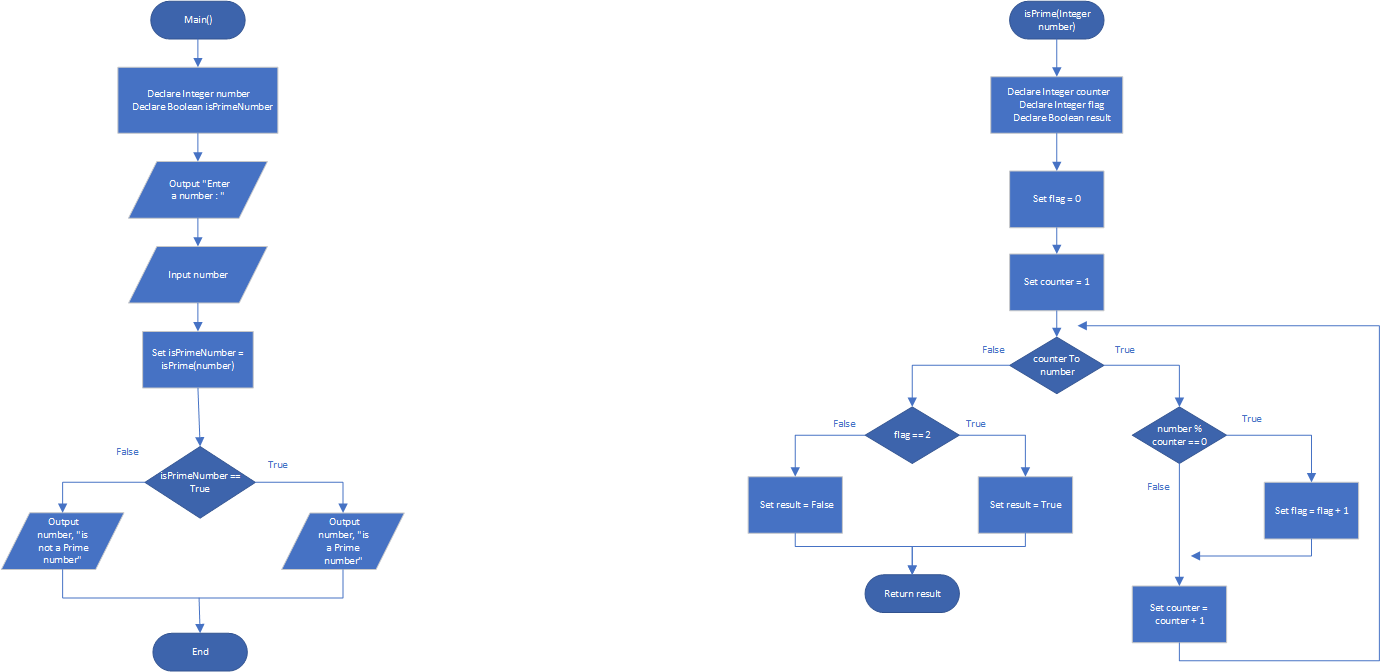 Main()
Declare Integer number
Declare Boolean isPrimeNumber
Output "Enter
a number : "
Input number
Set isPrimeNumber =
isPrime(number)
False
True
isPrimeNumber ==
True
Output
number, "is
not a Prime
number"
Output
number, "is
a Prime
number"
End
isPrime(Integer
number)
Declare Integer counter
Declare Integer flag
Declare Boolean result
Set flag = 0
Set counter = 1
False
True
counter To
number
False
True
flag == 2
Set result = False
Set result = True
Return result
number %
counter == 0
True
False
Set flag = flag + 1
Set counter =
counter + 1